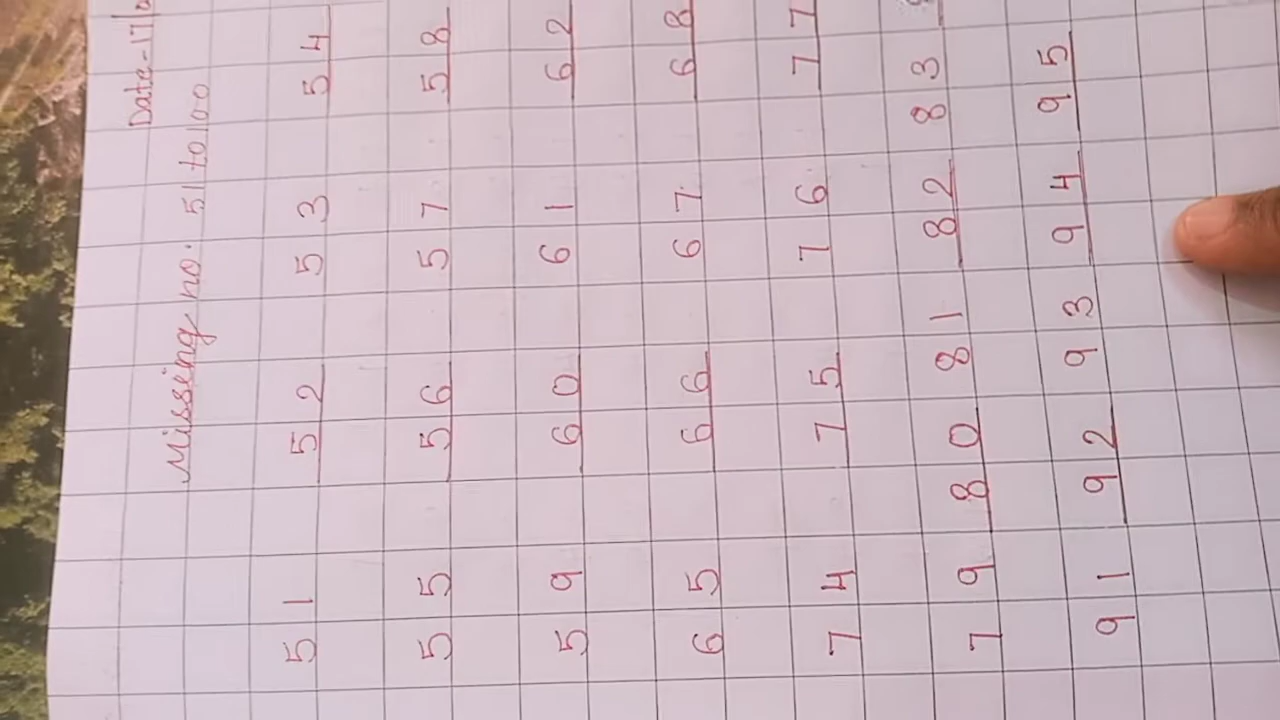 Date-17/
Missing no. 51 to 100
51 52 53 54
55 56 57 58
59 60 61 62
65 66 67 68
74 75 76 77
79 80 81 82 83
91 92 93 94 95